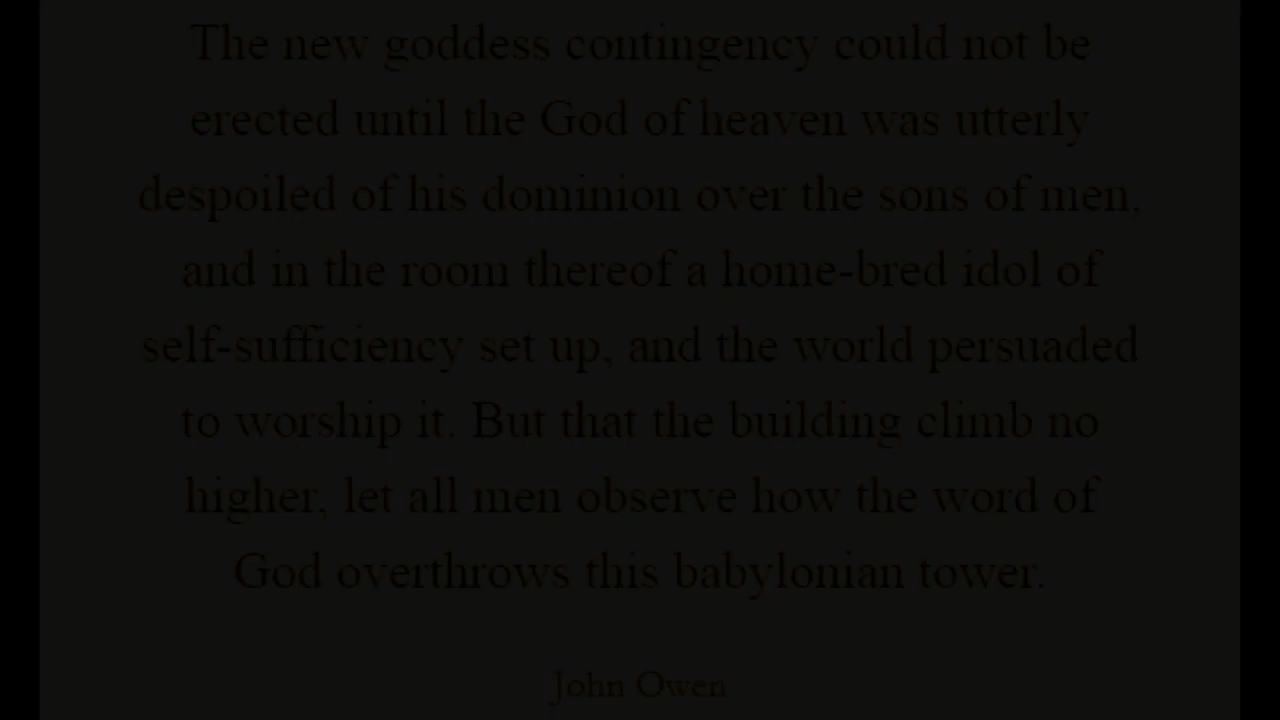 The new goddess contingency could not be
erected until the God of heaven was utterly
despoiled of his dominion over the sons of men,
and in the room thereof a home-bred idol of
self-sufficiency set up, and the world persuaded
to worship it. But that the building climb no
higher, let all men observe how the word of
God overthrows this babylonian tower.
John Owen